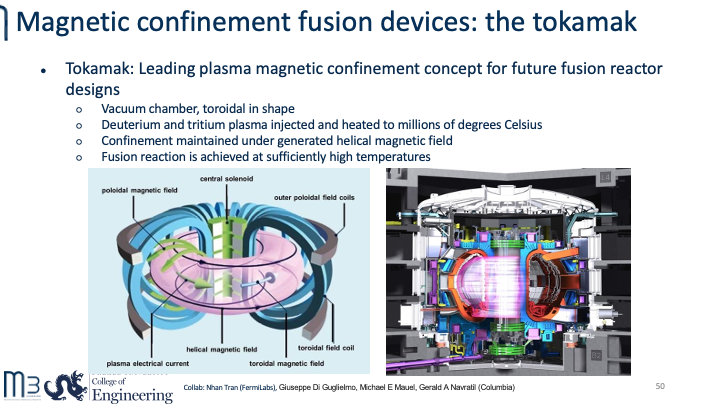 Magnetic confinement fusion devices: the tokamak
● Tokamak: Leading plasma magnetic confinement concept for future fusion reactor
designs
○ Vacuum chamber, toroidal in shape
○ Deuterium and tritium plasma injected and heated to millions of degrees Celsius
○ Confinement maintained under generated helical magnetic field
○ Fusion reaction is achieved at sufficiently high temperatures
central solenoid
poloidal magnetic field
outer poloidal field coils
helical magnetic field
toroidal field coil
plasma electrical current
toroidal magnetic field
M3
College of
Engineering
Collab: Nhan Tran (FermiLabs), Giuseppe Di Guglielmo, Michael E Mauel, Gerald A Navratil (Columbia)
50